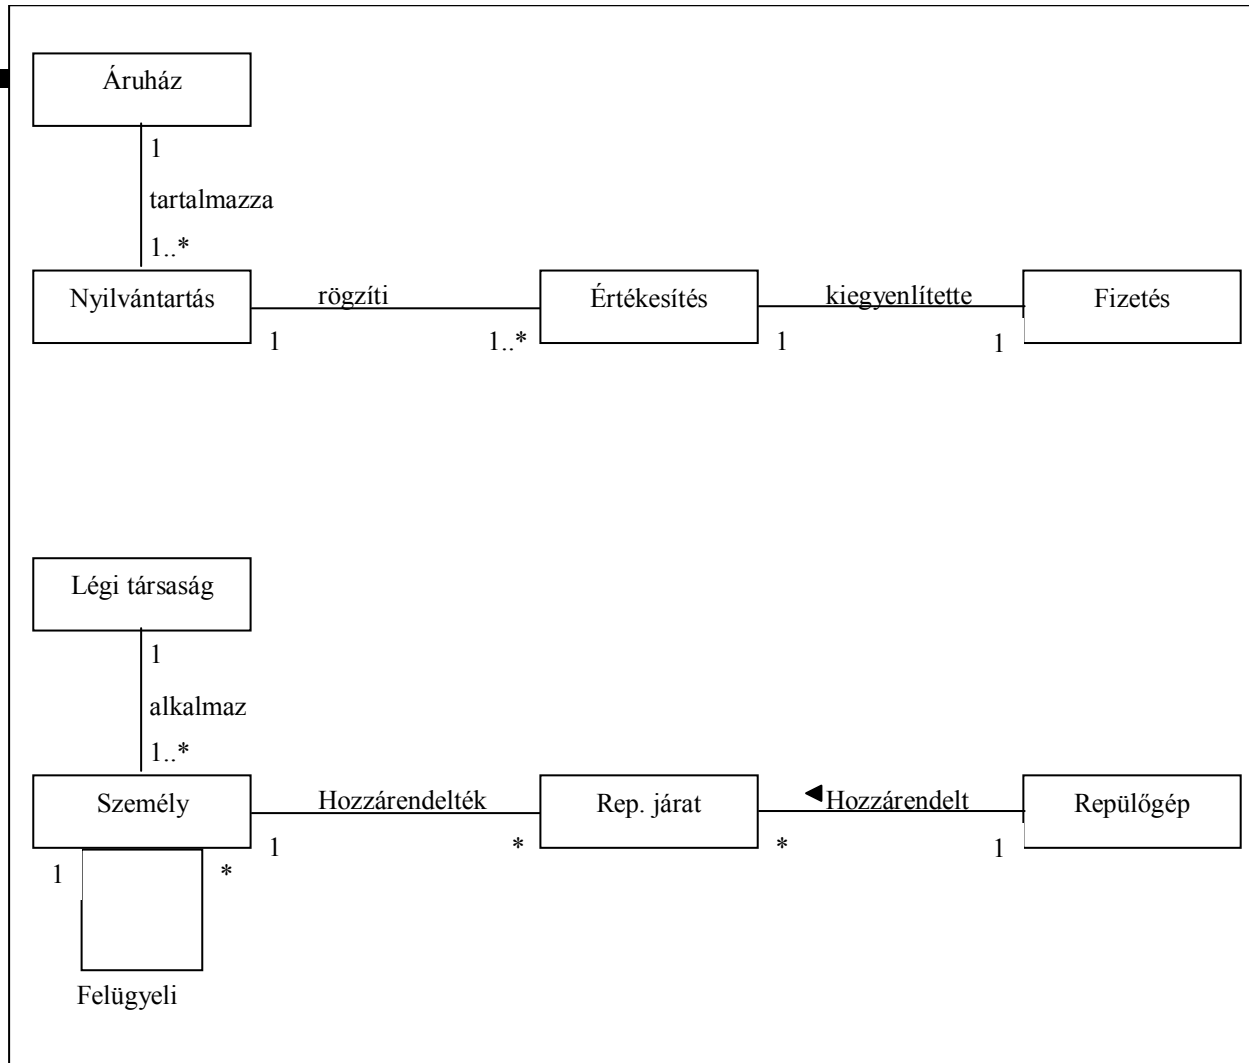 Áruház
1
tartalmazza
1..*
Nyilvántartás
rögzíti
Értékesítés
kiegyenlítette
Fizetés
1
1..*
1
1
Légi társaság
1
alkalmaz
1..*
Személy
Hozzárendelték
Rep. járat
Hozzárendelt
Repülőgép
1
*
*
1
1
*
Felügyeli